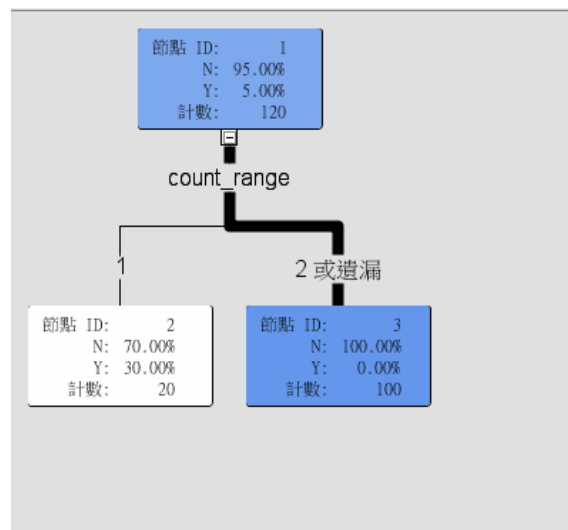 節點 ID: 1
N: 95.00%
Y: 5.00%
計數: 120
count_range
1
2 或遺漏
節點 ID: 2
N: 70.00%
Y: 30.00%
計數: 20
節點 ID: 3
N: 100.00%
Y: 0.00%
計數: 100